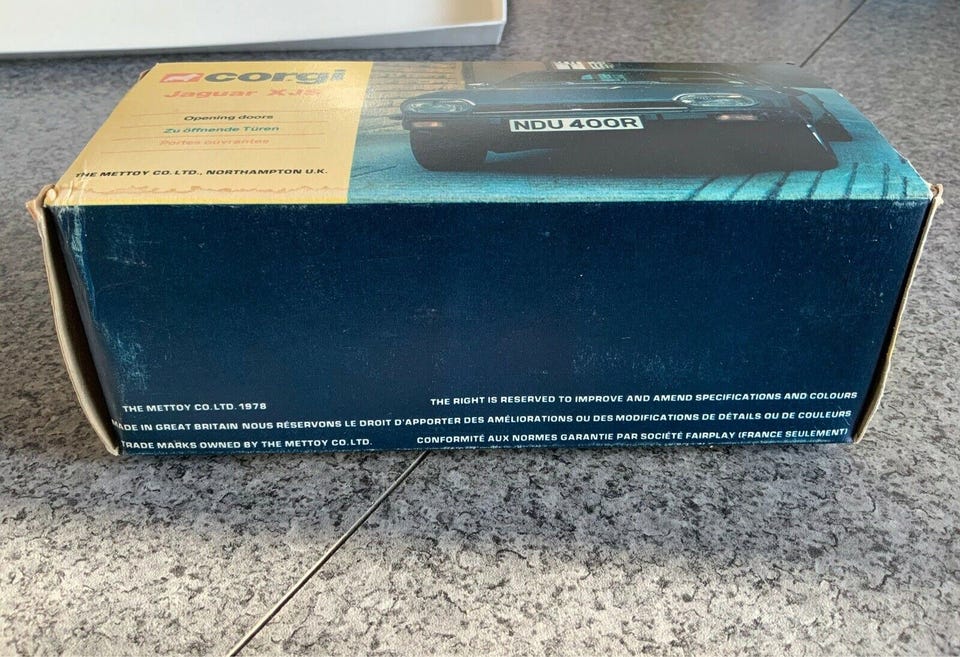 corgi
Jaguar XJS
Opening doors
Zu öffnende Türen
Portes ouvrantes
THE METTOY CO. LTD., NORTHAMPTON U.K.
NDU 400R
THE METTOY CO. LTD. 1978 THE RIGHT IS RESERVED TO IMPROVE AND AMEND SPECIFICATIONS AND COLOURS
MADE IN GREAT BRITAIN NOUS RÉSERVONS LE DROIT D'APPORTER DES AMÉLIORATIONS OU DES MODIFICATIONS DE DÉTAILS OU DE COULEURS
TRADE MARKS OWNED BY THE METTOY CO. LTD. CONFORMITÉ AUX NORMES GARANTIE PAR SOCIÉTÉ FAIRPLAY (FRANCE SEULEMENT)